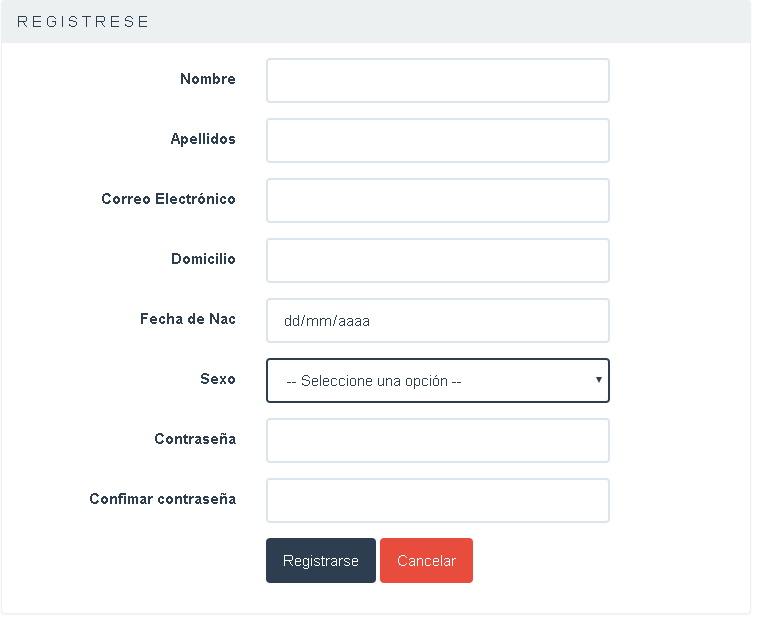 REGISTRESE
Nombre
Apellidos
Correo Electrónico
Domicilio
Fecha de Nac
dd/mm/aaaa
Sexo
-- Seleccione una opción --
Contraseña
Confimar contraseña
Registrarse Cancelar